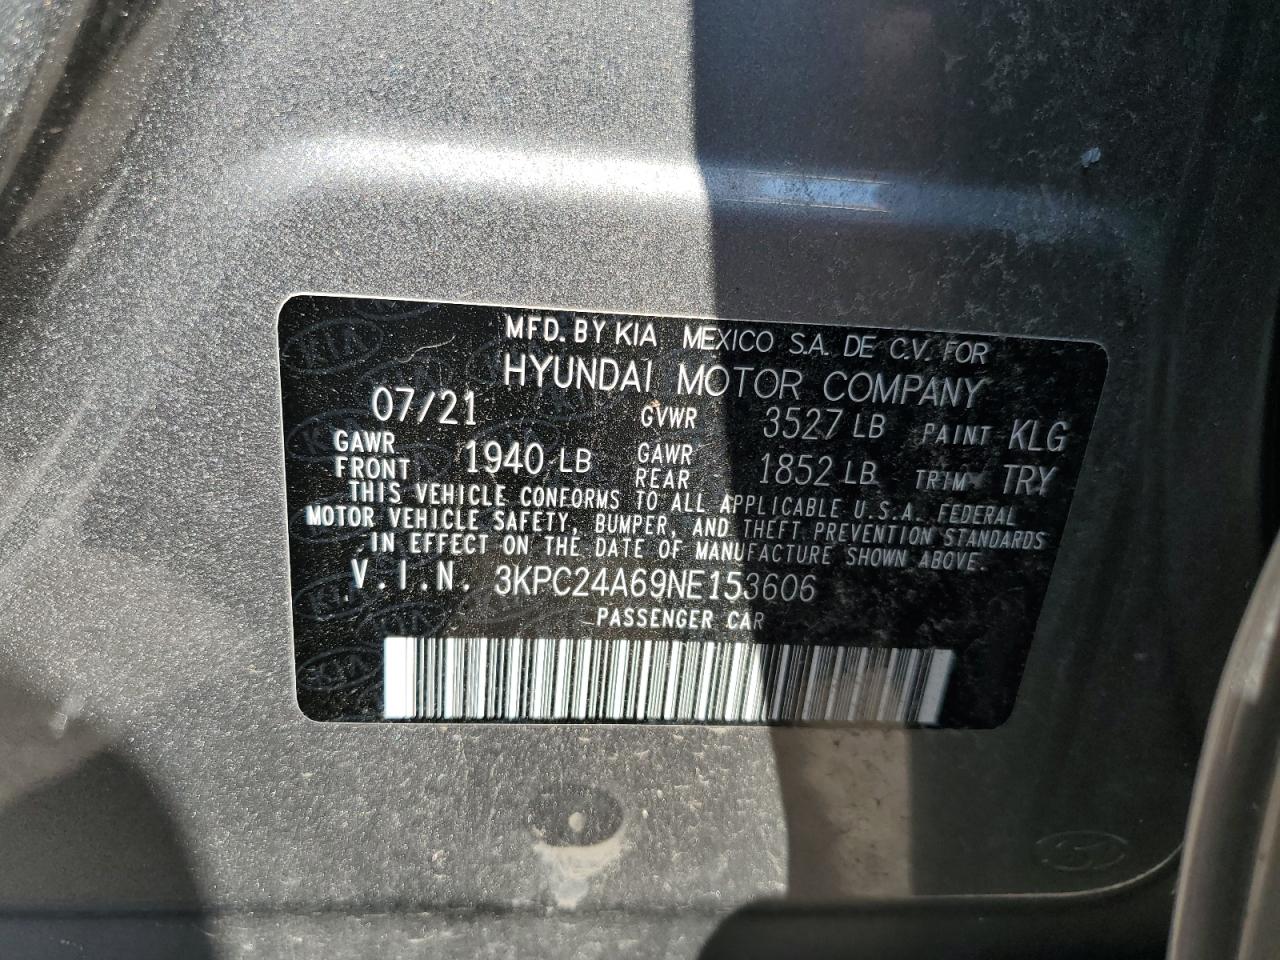 MFD. BY KIA MEXICO S.A. DE C.V. FOR
HYUNDAI MOTOR COMPANY
07/21 GVWR 3527 LB PAINT KLG
GAWR FRONT 1940 LB GAWR REAR 1852 LB TRIM TRY
THIS VEHICLE CONFORMS TO ALL APPLICABLE U.S.A. FEDERAL
MOTOR VEHICLE SAFETY, BUMPER, AND THEFT PREVENTION STANDARDS
IN EFFECT ON THE DATE OF MANUFACTURE SHOWN ABOVE.
V.I.N. 3KPC24A69NE153606
PASSENGER CAR